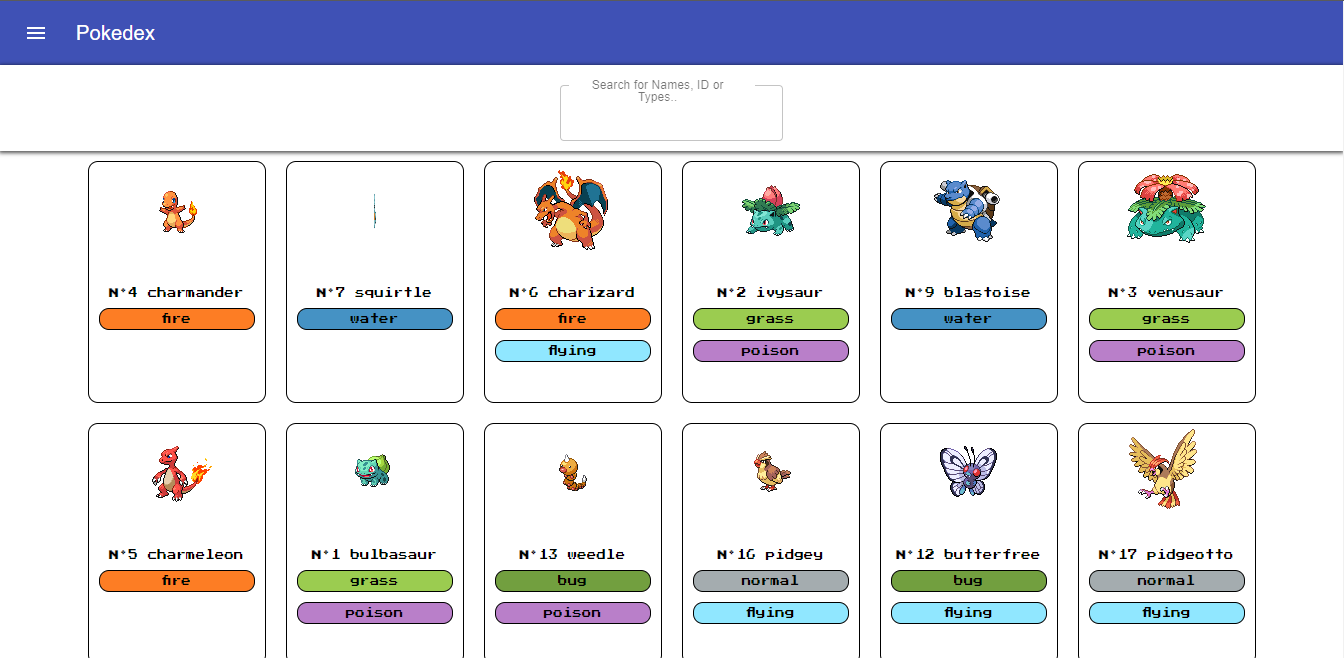 Pokedex
Search for Names, ID or
Types..
N°4 charmander
fire
N°7 squirtle
water
N°6 charizard
fire
flying
N°2 ivysaur
grass
poison
N°9 blastoise
water
N°3 venusaur
grass
poison
N°5 charmeleon
fire
N°1 bulbasaur
grass
poison
N°13 weedle
bug
poison
N°16 pidgey
normal
flying
N°12 butterfree
bug
flying
N°17 pidgeotto
normal
flying